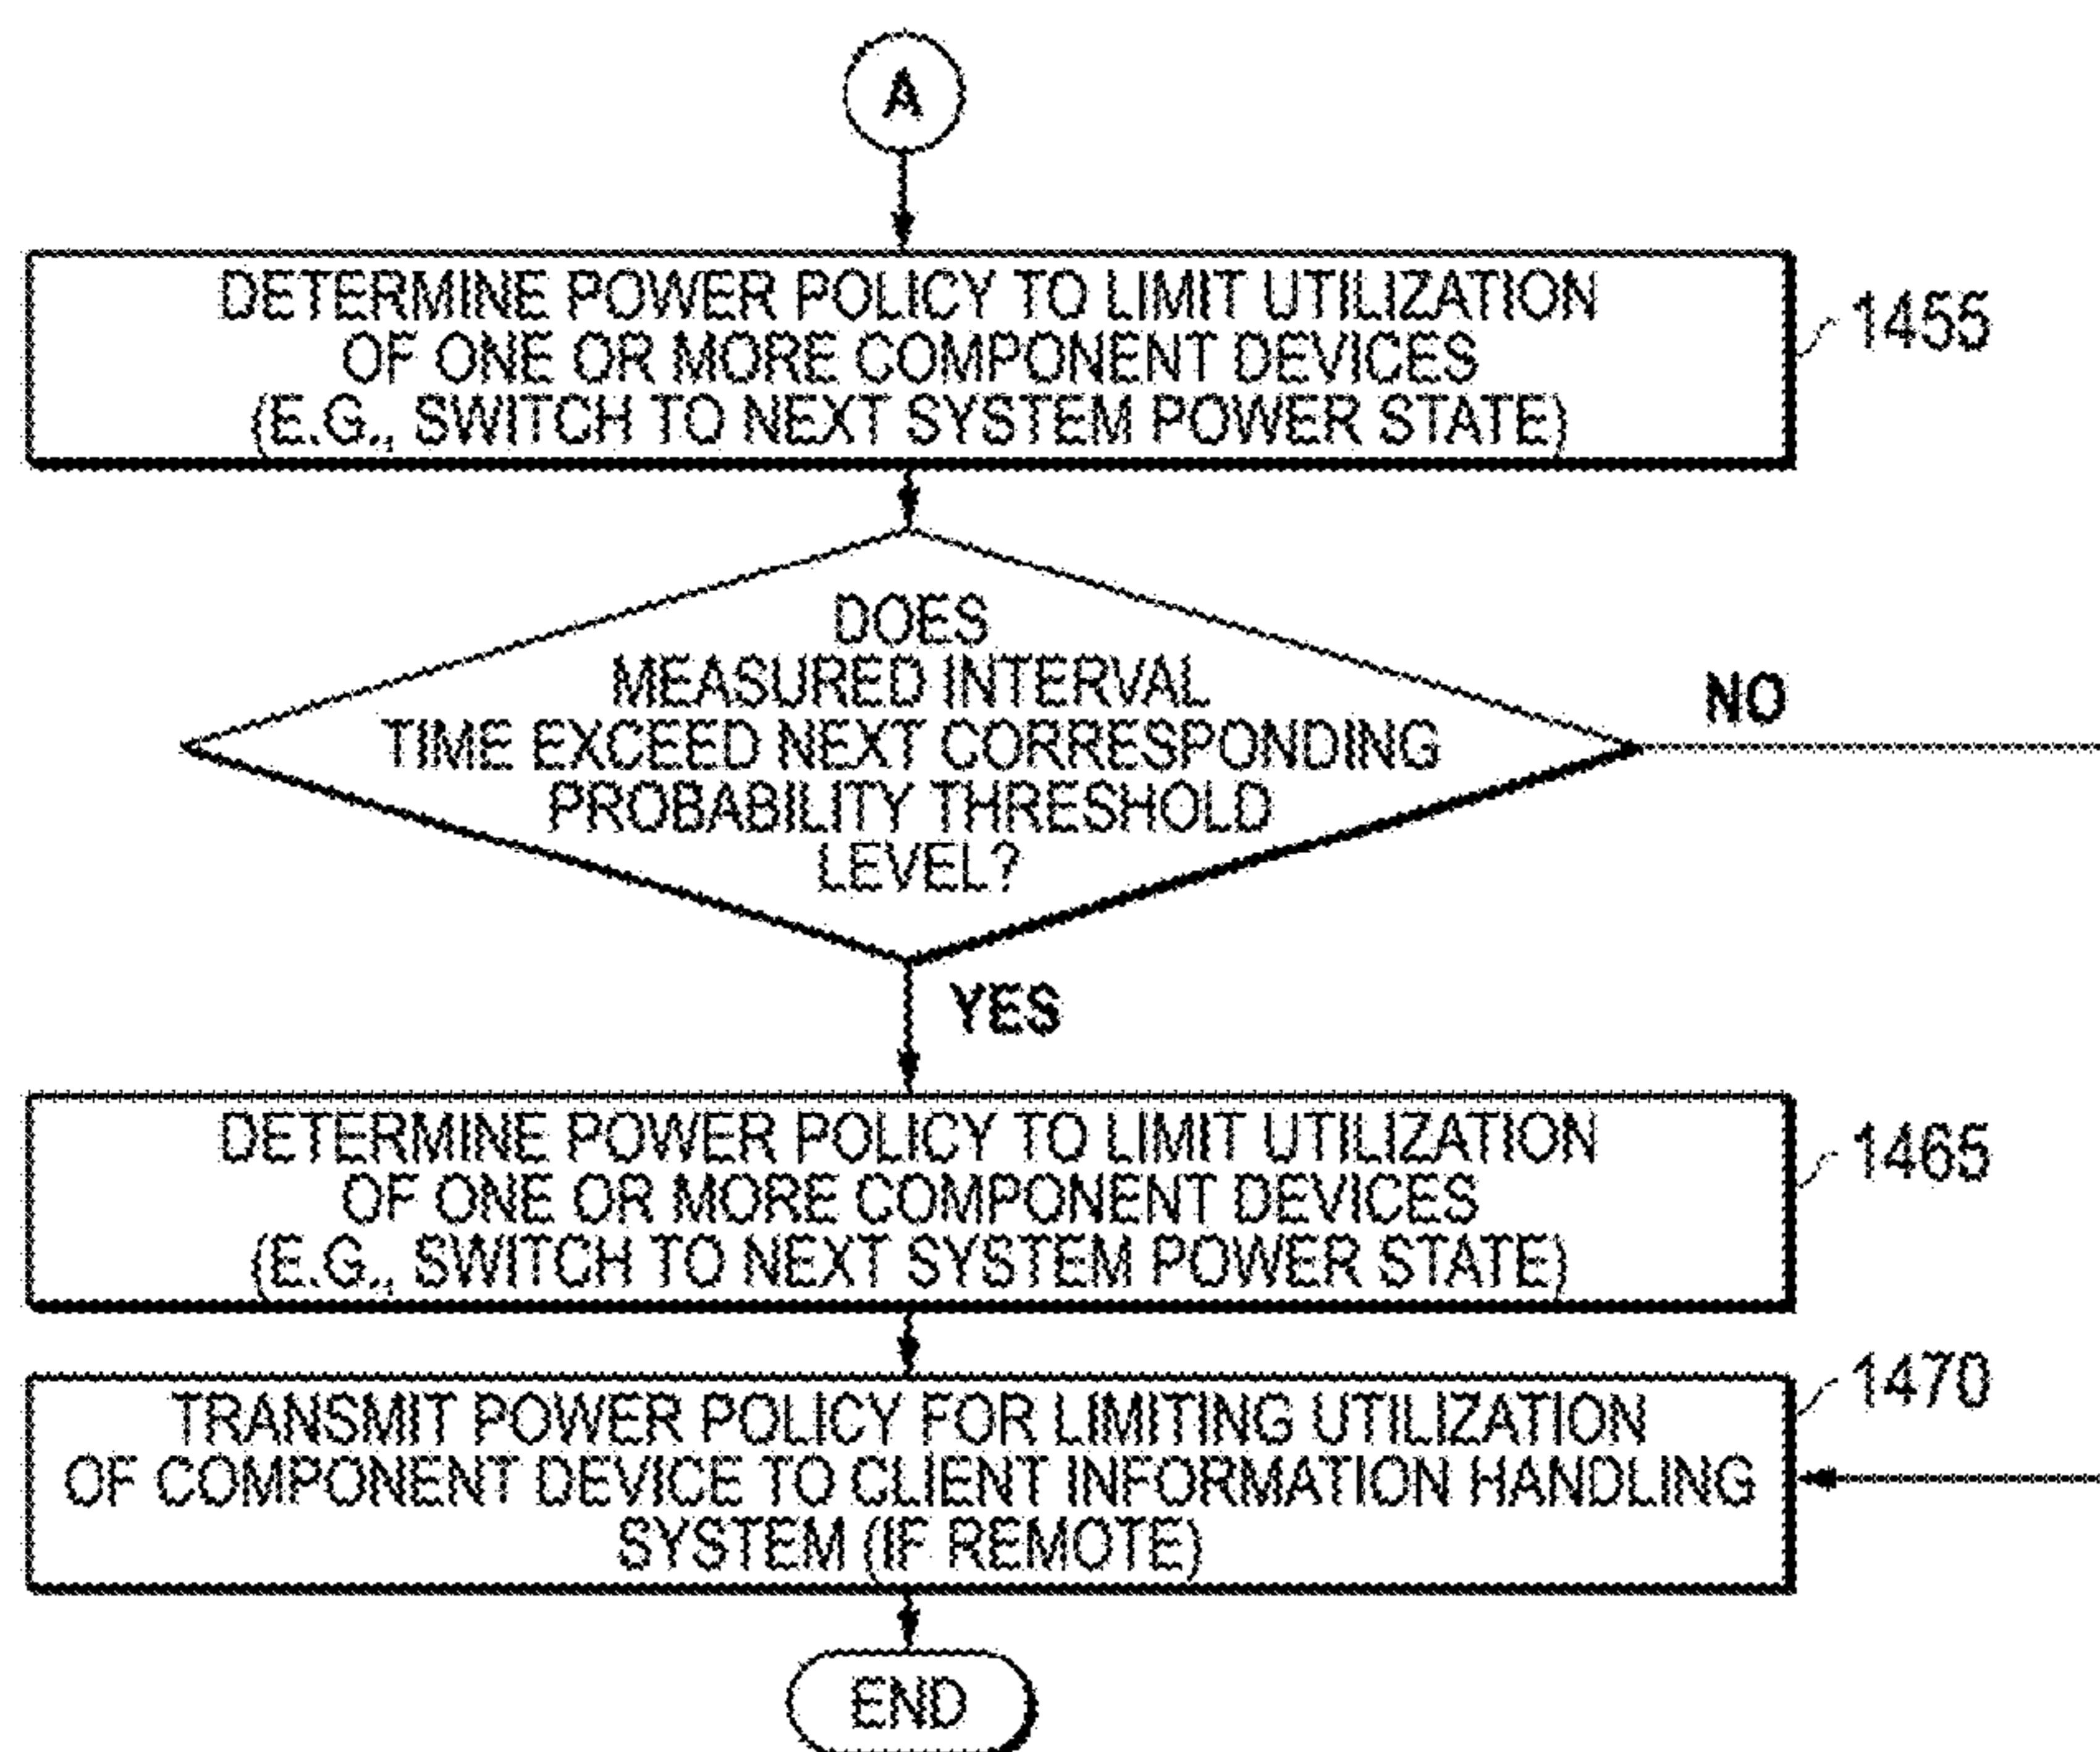 A
DETERMINE POWER POLICY TO LIMIT UTILIZATION
OF ONE OR MORE COMPONENT DEVICES
(E.G., SWITCH TO NEXT SYSTEM POWER STATE)
1455
DOES
MEASURED INTERVAL
TIME EXCEED NEXT CORRESPONDING
PROBABILITY THRESHOLD
LEVEL?
NO
YES
DETERMINE POWER POLICY TO LIMIT UTILIZATION
OF ONE OR MORE COMPONENT DEVICES
(E.G., SWITCH TO NEXT SYSTEM POWER STATE)
1465
TRANSMIT POWER POLICY FOR LIMITING UTILIZATION
OF COMPONENT DEVICE TO CLIENT INFORMATION HANDLING
SYSTEM (IF REMOTE)
1470
END